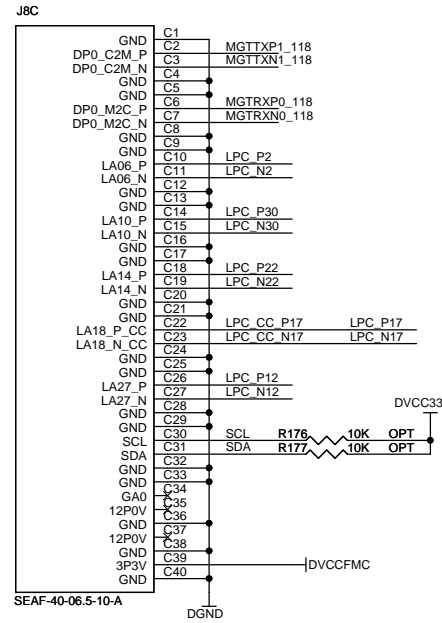 J8C
GND C1
DP0_C2M_P C2 MGTTXP1_118
DP0_C2M_N C3 MGTTXN1_118
GND C4
GND C5
DP0_M2C_P C6 MGTRXP0_118
DP0_M2C_N C7 MGTRXN0_118
GND C8
GND C9
LA06_P C10 LPC_P2
LA06_N C11 LPC_N2
GND C12
GND C13
LA10_P C14 LPC_P30
LA10_N C15 LPC_N30
GND C16
GND C17
LA14_P C18 LPC_P22
LA14_N C19 LPC_N22
GND C20
GND C21
LA18_P_CC C22 LPC_CC_P17 LPC_P17
LA18_N_CC C23 LPC_CC_N17 LPC_N17
GND C24
GND C25
LA27_P C26 LPC_P12
LA27_N C27 LPC_N12
DVCC33
GND C28
GND C29
SCL C30 SCL R176 10K OPT
SDA C31 SDA R177 10K OPT
GND C32
GND C33
GA0 C34
12P0V C35
GND C36
12P0V C37
GND C38
3P3V C39 DVCCFMC
GND C40
SEAF-40-06.5-10-A
DGND